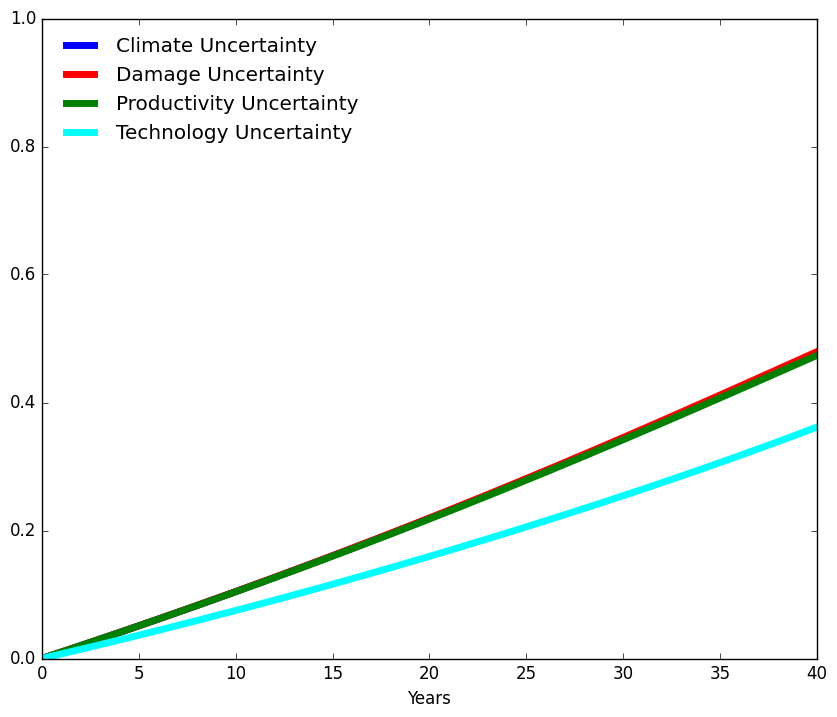 1.0
Climate Uncertainty
Damage Uncertainty
Productivity Uncertainty
Technology Uncertainty
0.8
0.6
0.4
0.2
0.0
0 5 10 15 20 25 30 35 40
Years